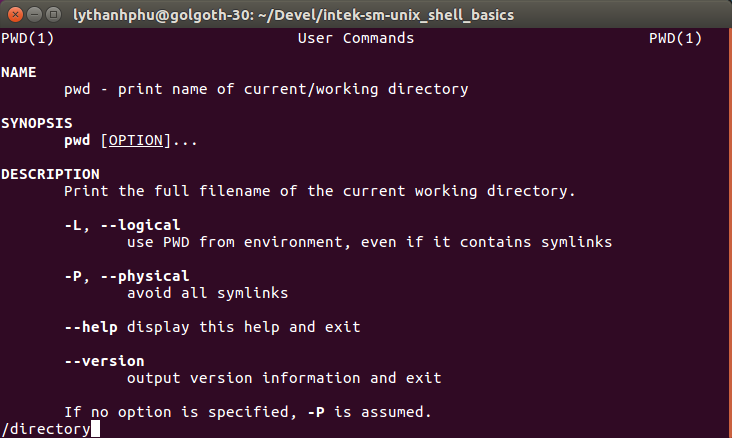 lythanhphu@golgoth-30: ~/Devel/intek-sm-unix_shell_basics
PWD(1) User Commands PWD(1)
NAME
pwd - print name of current/working directory
SYNOPSIS
pwd [OPTION]...
DESCRIPTION
Print the full filename of the current working directory.
-L, --logical
use PWD from environment, even if it contains symlinks
-P, --physical
avoid all symlinks
--help display this help and exit
--version
output version information and exit
If no option is specified, -P is assumed.
/directory